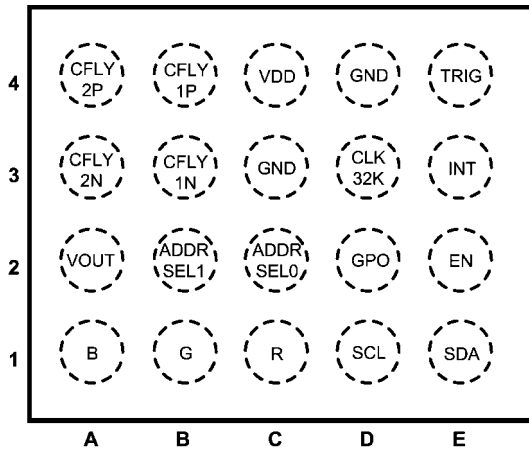 4
CFLY
2P
CFLY
1P
VDD
GND
TRIG
3
CFLY
2N
CFLY
1N
GND
CLK
32K
INT
2
VOUT
ADDR
SEL1
ADDR
SEL0
GPO
EN
1
B
G
R
SCL
SDA
A
B
C
D
E